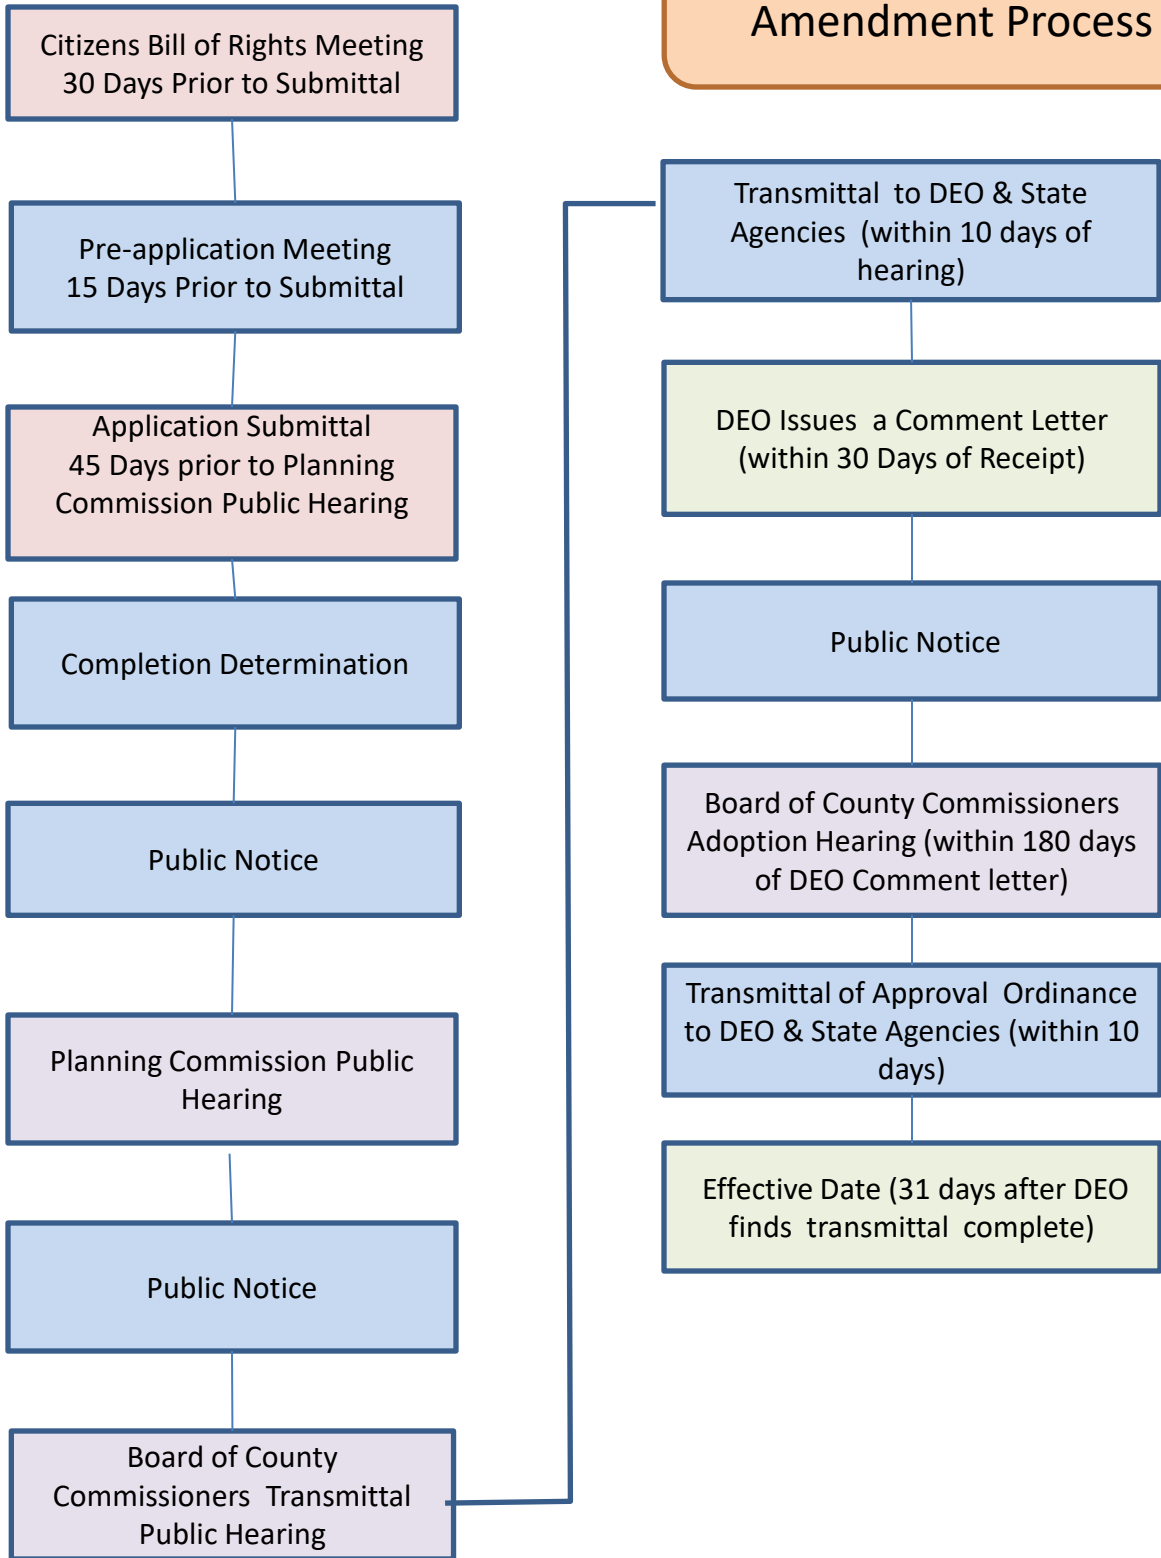 Amendment Process
Citizens Bill of Rights Meeting
30 Days Prior to Submittal
Pre-application Meeting
15 Days Prior to Submittal
Application Submittal
45 Days prior to Planning
Commission Public Hearing
Completion Determination
Public Notice
Planning Commission Public
Hearing
Public Notice
Board of County
Commissioners Transmittal
Public Hearing
Transmittal to DEO & State
Agencies (within 10 days of
hearing)
DEO Issues a Comment Letter
(within 30 Days of Receipt)
Public Notice
Board of County Commissioners
Adoption Hearing (within 180 days
of DEO Comment letter)
Transmittal of Approval Ordinance
to DEO & State Agencies (within 10
days)
Effective Date (31 days after DEO
finds transmittal complete)